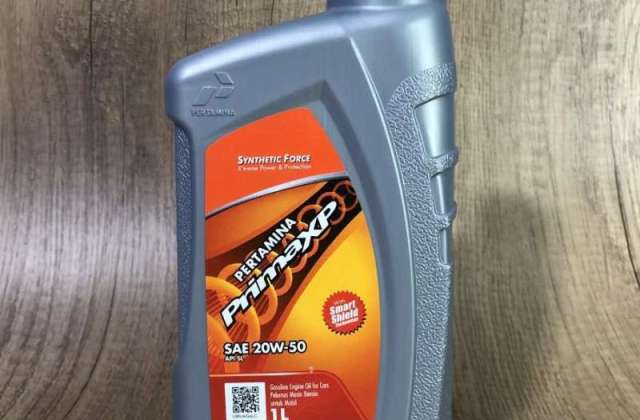 PERTAMINA
SYNTHETIC FORCE
X'treme Power & Protection
PERTAMINA
PrimaXP
Smart
Shield
SAE 20W-50
API SL
Gasoline Engine Oil for Cars
Pelumas Mesin Bensin
untuk Mobil
1L